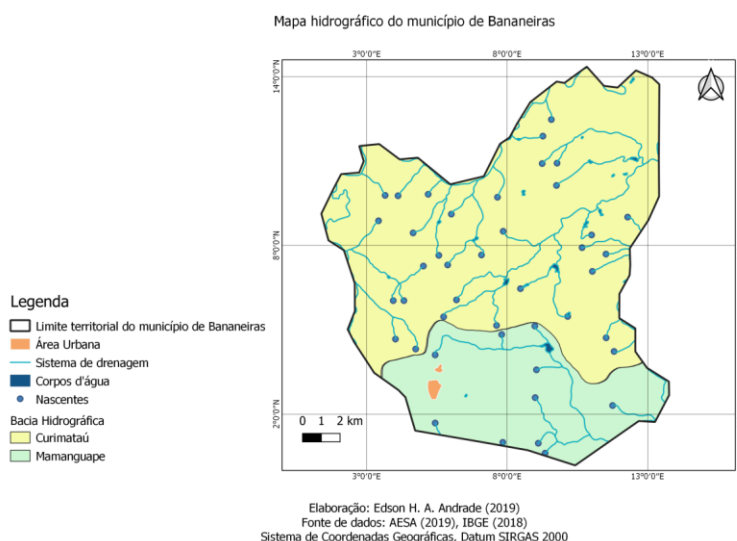 Mapa hidrográfico do município de Bananeiras
3°0'0"E 8°0'0"E 13°0'0"E
14°0'0"N
8°0'0"N
2°0'0"N
0 1 2 km
3°0'0"E 8°0'0"E 13°0'0"E
Legenda
Limite territorial do município de Bananeiras
Área Urbana
Sistema de drenagem
Corpos d'água
Nascentes
Bacia Hidrográfica
Curimataú
Mamanguape
Elaboração: Edson H. A. Andrade (2019)
Fonte de dados: AESA (2019), IBGE (2018)
Sistema de Coordenadas Geográficas, Datum SIRGAS 2000